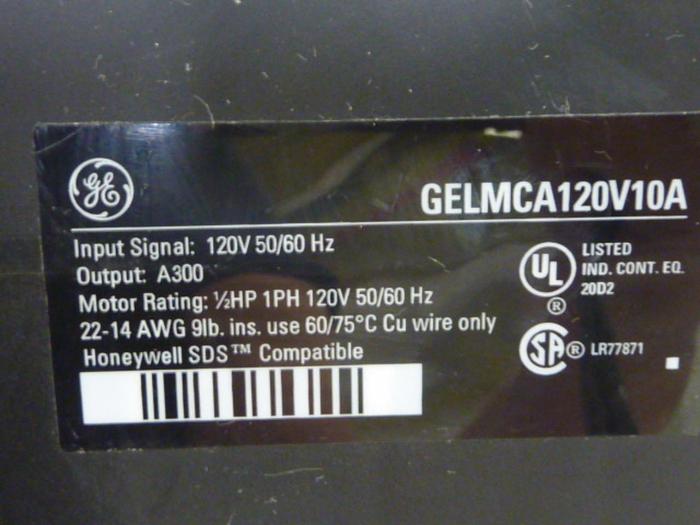 GE
GELMCA120V10A
Input Signal: 120V 50/60 Hz
Output: A300
Motor Rating: ½HP 1PH 120V 50/60 Hz
22-14 AWG 9lb. ins. use 60/75°C Cu wire only
Honeywell SDS™ Compatible
UL®
LISTED
IND. CONT. EQ.
20D2
SA® LR77871